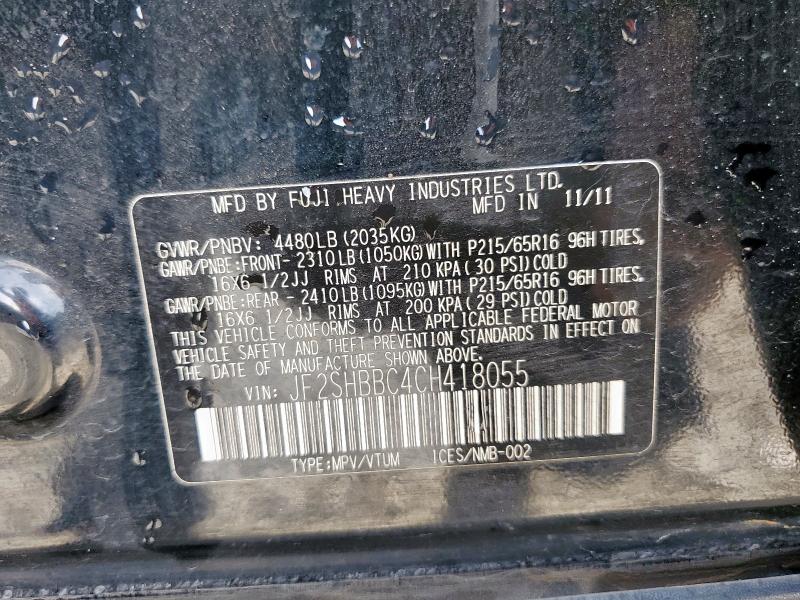 MFD BY FUJI HEAVY INDUSTRIES LTD.
MFD IN 11/11
GVWR/PNBV: 4480LB (2035KG)
GAWR/PNBE:FRONT- 2310LB(1050KG)WITH P215/65R16 96H TIRES,
16X6 1/2JJ RIMS AT 210 KPA (30 PSI)COLD
GAWR/PNBE:REAR - 2410LB(1095KG)WITH P215/65R16 96H TIRES,
16X6 1/2JJ RIMS AT 200 KPA (29 PSI)COLD
THIS VEHICLE CONFORMS TO ALL APPLICABLE FEDERAL MOTOR
VEHICLE SAFETY AND THEFT PREVENTION STANDARDS IN EFFECT ON
THE DATE OF MANUFACTURE SHOWN ABOVE.
VIN: JF2SHBBC4CH418055
TYPE:MPV/VTUM ICES/NMB-002